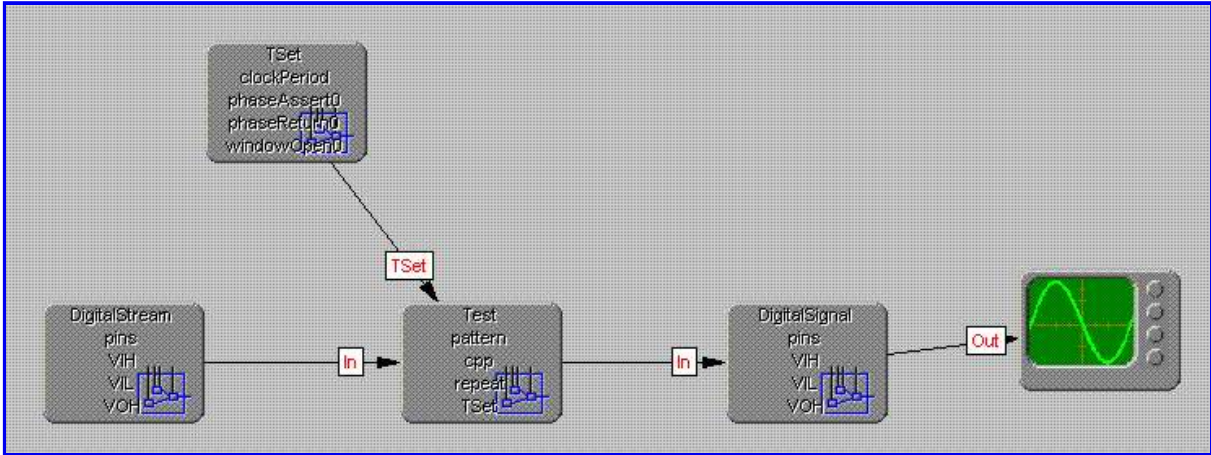 TSet
clockPeriod
phaseAssert0
phaseReturn0
windowOpen0
TSet
DigitalStream
pins
VIH
VIL
VOH
In
Test
pattern
cpp
repeat
TSet
In
DigitalSignal
pins
VIH
VIL
VOH
Out